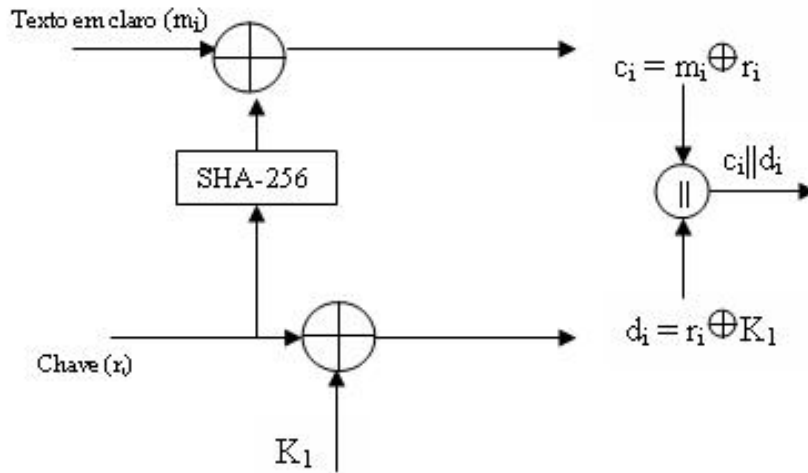 Texto em claro (mᵢ)
cᵢ = mᵢ ⊕ rᵢ
SHA-256
||
cᵢ||dᵢ
Chave (rᵢ)
dᵢ = rᵢ ⊕ K₁
K₁